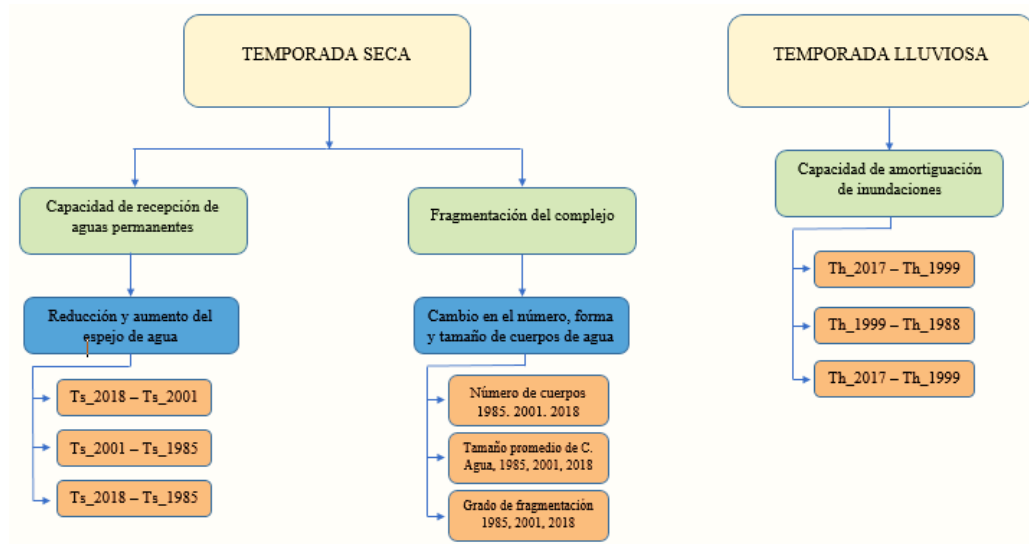 TEMPORADA SECA
TEMPORADA LLUVIOSA
Capacidad de recepción de
aguas permanentes
Fragmentación del complejo
Capacidad de amortiguación
de inundaciones
Reducción y aumento del
espejo de agua
Cambio en el número, forma
y tamaño de cuerpos de agua
Ts_2018 – Ts_2001
Ts_2001 – Ts_1985
Ts_2018 – Ts_1985
Número de cuerpos
1985. 2001. 2018
Tamaño promedio de C.
Agua, 1985, 2001, 2018
Grado de fragmentación
1985, 2001, 2018
Th_2017 – Th_1999
Th_1999 – Th_1988
Th_2017 – Th_1999